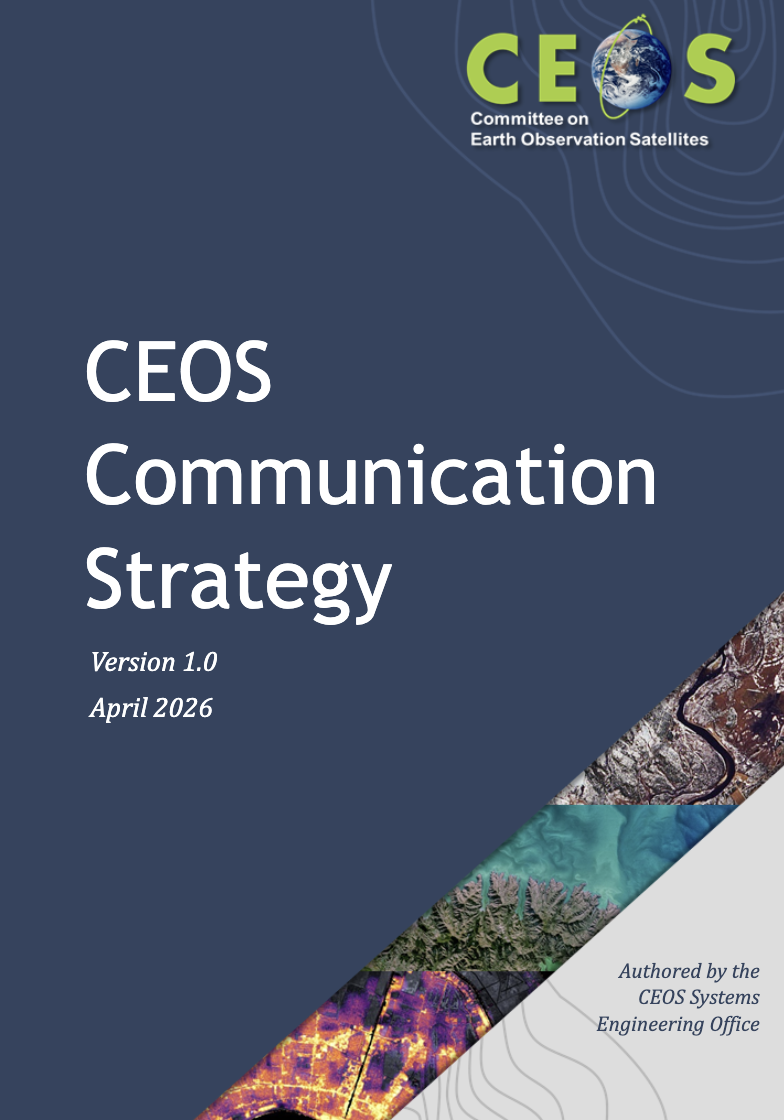 CEOS
Committee on
Earth Observation Satellites
CEOS
Communication
Strategy
Version 1.0
April 2026
Authored by the
CEOS Systems
Engineering Office